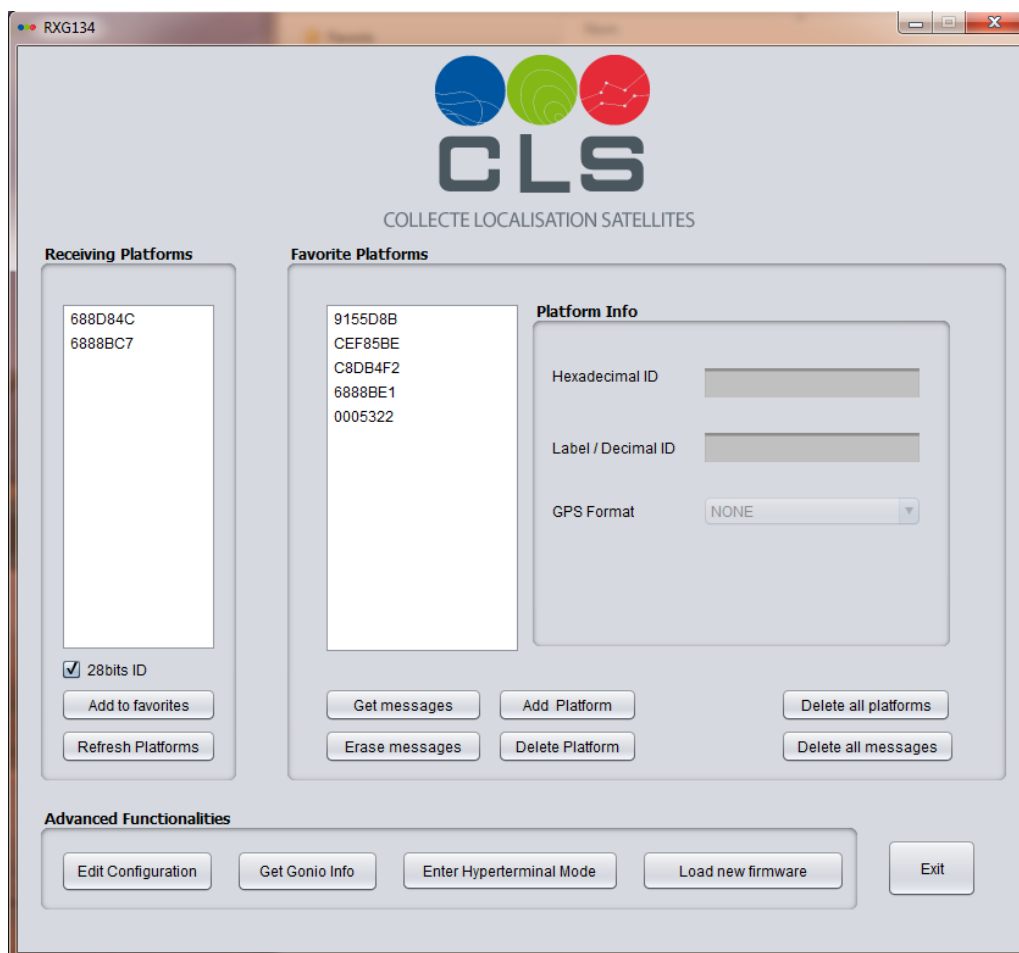 RXG134
CLS
COLLECTE LOCALISATION SATELLITES
Receiving Platforms
688D84C
6888BC7
28bits ID
Add to favorites
Refresh Platforms
Favorite Platforms
9155D8B
CEF85BE
C8DB4F2
6888BE1
0005322
Platform Info
Hexadecimal ID
Label / Decimal ID
GPS Format
NONE
Get messages
Add Platform
Delete all platforms
Erase messages
Delete Platform
Delete all messages
Advanced Functionalities
Edit Configuration
Get Gonio Info
Enter Hyperterminal Mode
Load new firmware
Exit